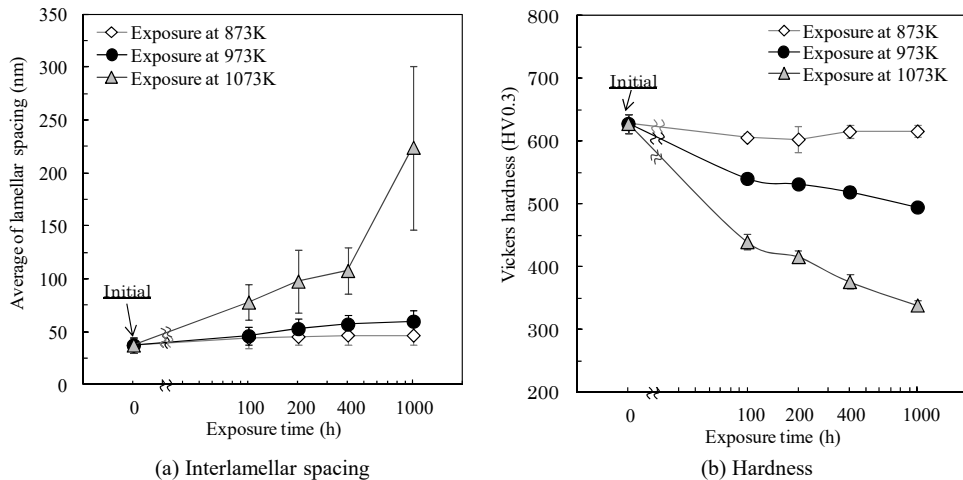 350
300
250
200
150
100
50
0
Average of lamellar spacing (nm)
Exposure at 873K
Exposure at 973K
Exposure at 1073K
Initial
0
100
200
400
1000
Exposure time (h)
(a) Interlamellar spacing
800
700
600
500
400
300
200
Vickers hardness (HV0.3)
Exposure at 873K
Exposure at 973K
Exposure at 1073K
Initial
0
100
200
400
1000
Exposure time (h)
(b) Hardness